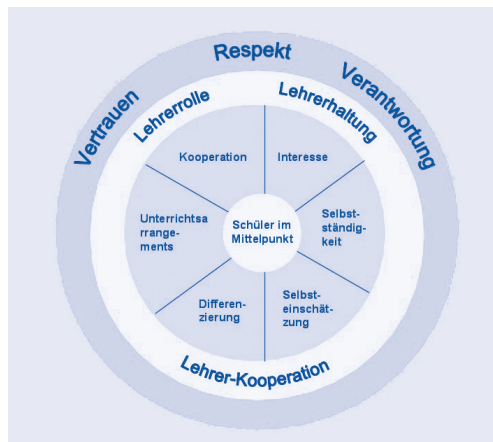 Respekt
Vertrauen
Verantwortung
Lehrerrolle
Lehrerhaltung
Kooperation
Interesse
Unterrichtsa
rrange-
ments
Schüler im
Mittelpunkt
Selbst-
ständig-
keit
Differen-
zierung
Selbst-
einschät-
zung
Lehrer-Kooperation